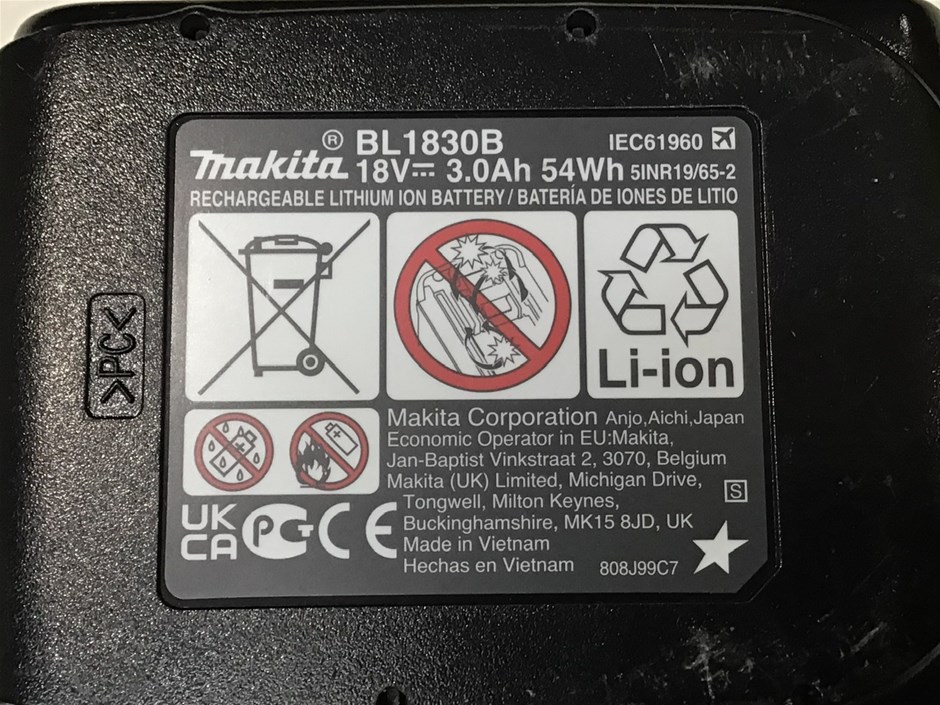 makita® BL1830B IEC61960
18V⎓ 3.0Ah 54Wh 5INR19/65-2
RECHARGEABLE LITHIUM ION BATTERY / BATERÍA DE IONES DE LITIO
Li-ion
>PC<
Makita Corporation Anjo,Aichi,Japan
Economic Operator in EU:Makita,
Jan-Baptist Vinkstraat 2, 3070, Belgium
Makita (UK) Limited, Michigan Drive,
Tongwell, Milton Keynes,
Buckinghamshire, MK15 8JD, UK
S
Made in Vietnam
Hechas en Vietnam 808J99C7
UK
CA
PCT
CE